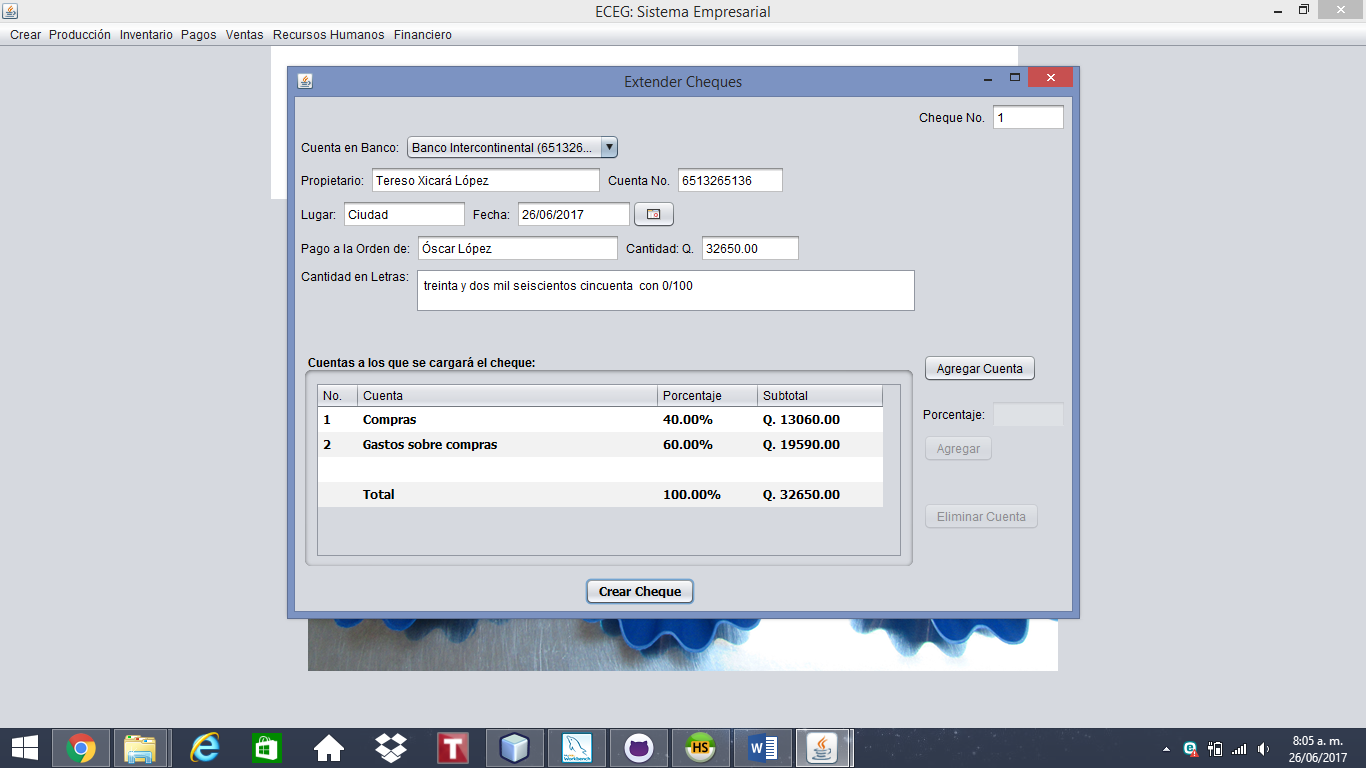 ECEG: Sistema Empresarial
Crear Producción Inventario Pagos Ventas Recursos Humanos Financiero
Extender Cheques
Cheque No. 1
Cuenta en Banco: Banco Intercontinental (651326...
Propietario: Tereso Xicará López Cuenta No. 6513265136
Lugar: Ciudad Fecha: 26/06/2017
Pago a la Orden de: Óscar López Cantidad: Q. 32650.00
Cantidad en Letras: treinta y dos mil seiscientos cincuenta con 0/100
Cuentas a los que se cargará el cheque:
Agregar Cuenta
No. Cuenta Porcentaje Subtotal
1 Compras 40.00% Q. 13060.00
Porcentaje:
2 Gastos sobre compras 60.00% Q. 19590.00
Agregar
Total 100.00% Q. 32650.00
Eliminar Cuenta
Crear Cheque
T
Workbench
HS
W
8:05 a. m.
26/06/2017